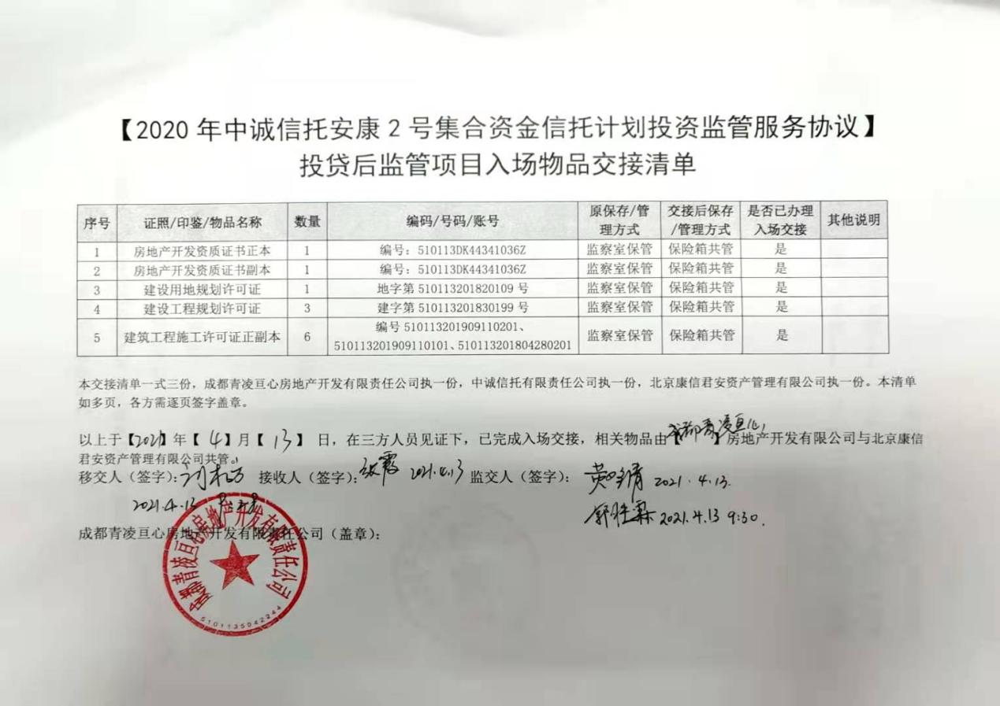 【2020 年中诚信托安康 2 号集合资金信托计划投资监管服务协议】
投贷后监管项目入场物品交接清单
序号 证照/印鉴/物品名称 数量 编码/号码/账号 原保存/管理方式 交接后保存/管理方式 是否已办理入场交接 其他说明
1 房地产开发资质证书正本 1 编号：510113DK44341036Z 监察室保管 保险箱共管 是
2 房地产开发资质证书副本 1 编号：510113DK44341036Z 监察室保管 保险箱共管 是
3 建设用地规划许可证 1 地字第 510113201820109 号 监察室保管 保险箱共管 是
4 建设工程规划许可证 3 建字第 510113201830199 号 监察室保管 保险箱共管 是
5 建筑工程施工许可证正副本 6 编号 510113201909110201、510113201909110101、510113201804280201 监察室保管 保险箱共管 是
本交接清单一式三份，成都青凌亘心房地产开发有限责任公司执一份，中诚信托有限责任公司执一份，北京康信君安资产管理有限公司执一份。本清单
如多页，各方需逐页签字盖章。
以上于【2021】年【4】月【13】日，在三方人员见证下，已完成入场交接，相关物品由【成都青凌亘心】房地产开发有限公司与北京康信
君安资产管理有限公司共管。
移交人（签字）： 接收人（签字）：张霞 2021.4.13 监交人（签字）： 2021.4.13.
2021.4.13
2021.4.13 9:30.
成都青凌亘心房地产开发有限责任公司（盖章）：
成都青凌亘心房地产开发有限责任公司
5101135042244